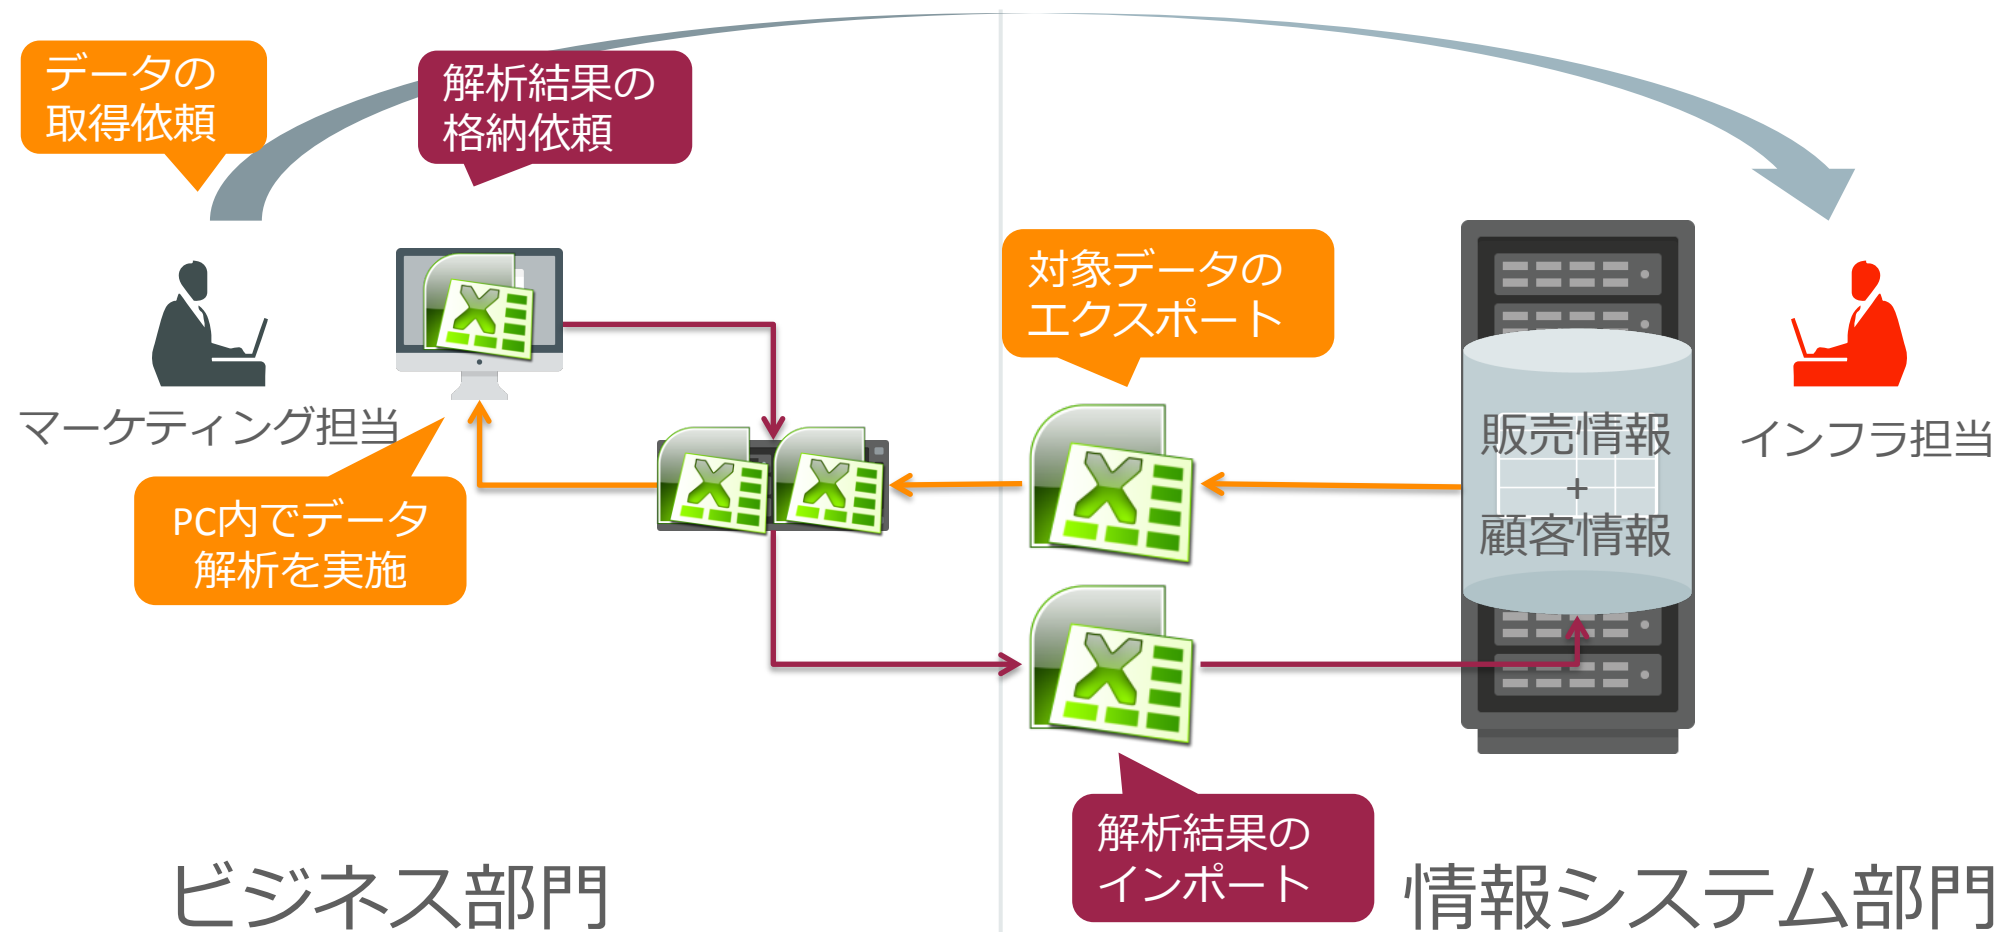 データの
取得依頼
解析結果の
格納依頼
対象データの
エクスポート
マーケティング担当
販売情報
+
顧客情報
インフラ担当
PC内でデータ
解析を実施
解析結果の
インポート
ビジネス部門
情報システム部門